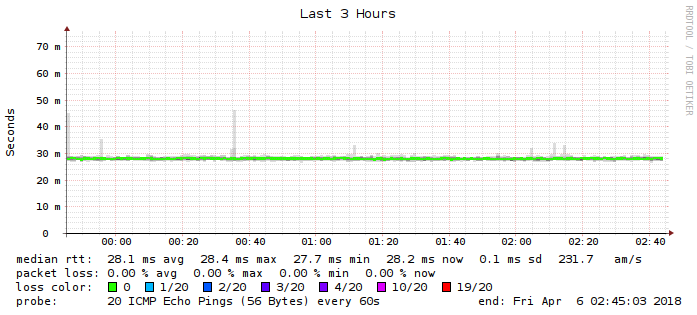 Last 3 Hours
RRDTOOL / TOBI OETIKER
Seconds
70 m
60 m
50 m
40 m
30 m
20 m
10 m
0
00:00 00:20 00:40 01:00 01:20 01:40 02:00 02:20 02:40
median rtt: 28.1 ms avg 28.4 ms max 27.7 ms min 28.2 ms now 0.1 ms sd 231.7 am/s
packet loss: 0.00 % avg 0.00 % max 0.00 % min 0.00 % now
loss color: 0 1/20 2/20 3/20 4/20 10/20 19/20
probe: 20 ICMP Echo Pings (56 Bytes) every 60s end: Fri Apr 6 02:45:03 2018